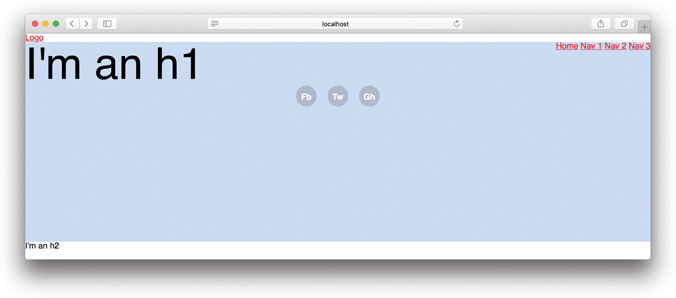 localhost
Logo
I'm an h1
Home Nav 1 Nav 2 Nav 3
Fb Tw Gh
I'm an h2